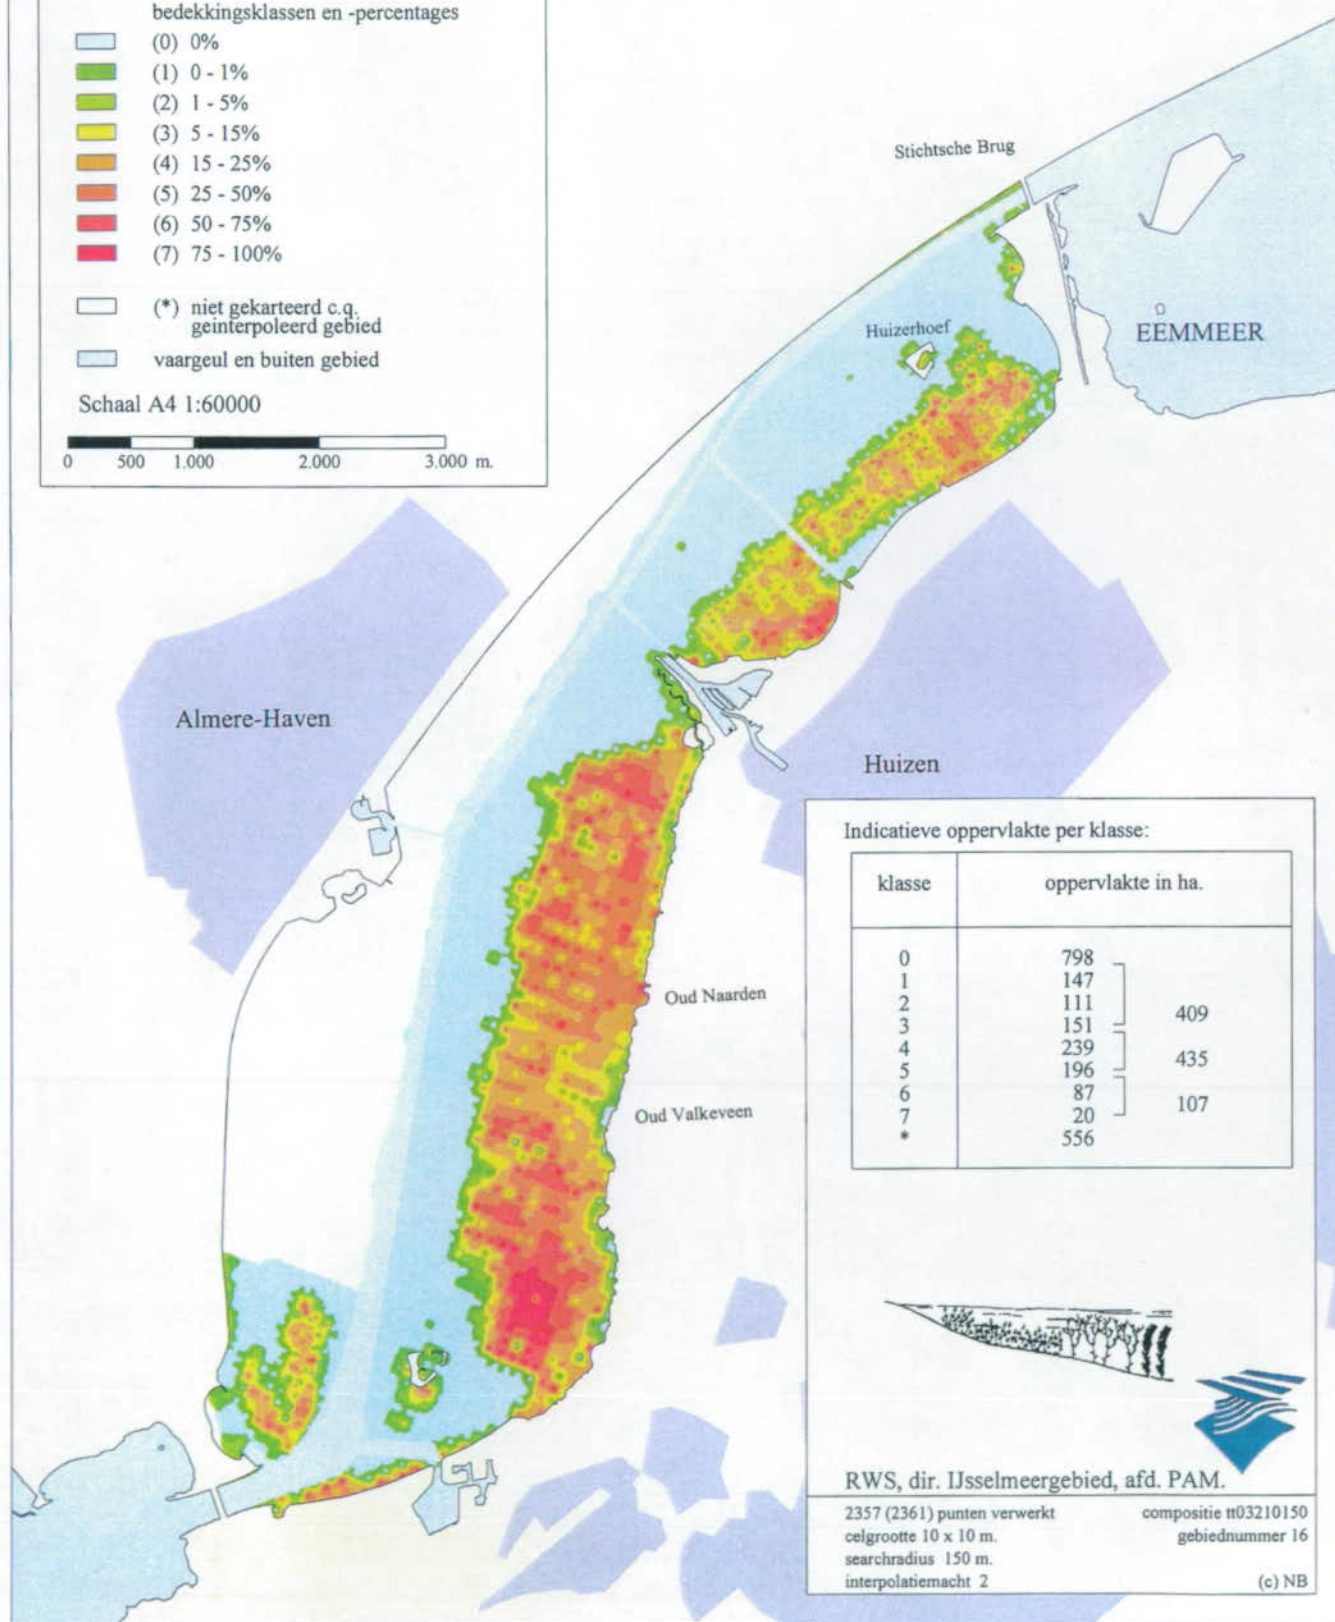 bedekkingsklassen en -percentages
(0) 0%
(1) 0 - 1%
(2) 1 - 5%
(3) 5 - 15%
(4) 15 - 25%
(5) 25 - 50%
(6) 50 - 75%
(7) 75 - 100%
(*) niet gekarteerd c.q.
geinterpoleerd gebied
vaargeul en buiten gebied
Schaal A4 1:60000
0 500 1.000 2.000 3.000 m.
Stichtsche Brug
Huizerhoef
EEMMEER
Almere-Haven
Huizen
Oud Naarden
Oud Valkeveen
Indicatieve oppervlakte per klasse:
klasse oppervlakte in ha.
0 798
1 147
2 111
409
3 151
4 239
435
5 196
6 87
107
7 20
* 556
RWS, dir. IJsselmeergebied, afd. PAM.
2357 (2361) punten verwerkt compositie tt03210150
celgrootte 10 x 10 m. gebiednummer 16
searchradius 150 m.
interpolatiemacht 2 (c) NB